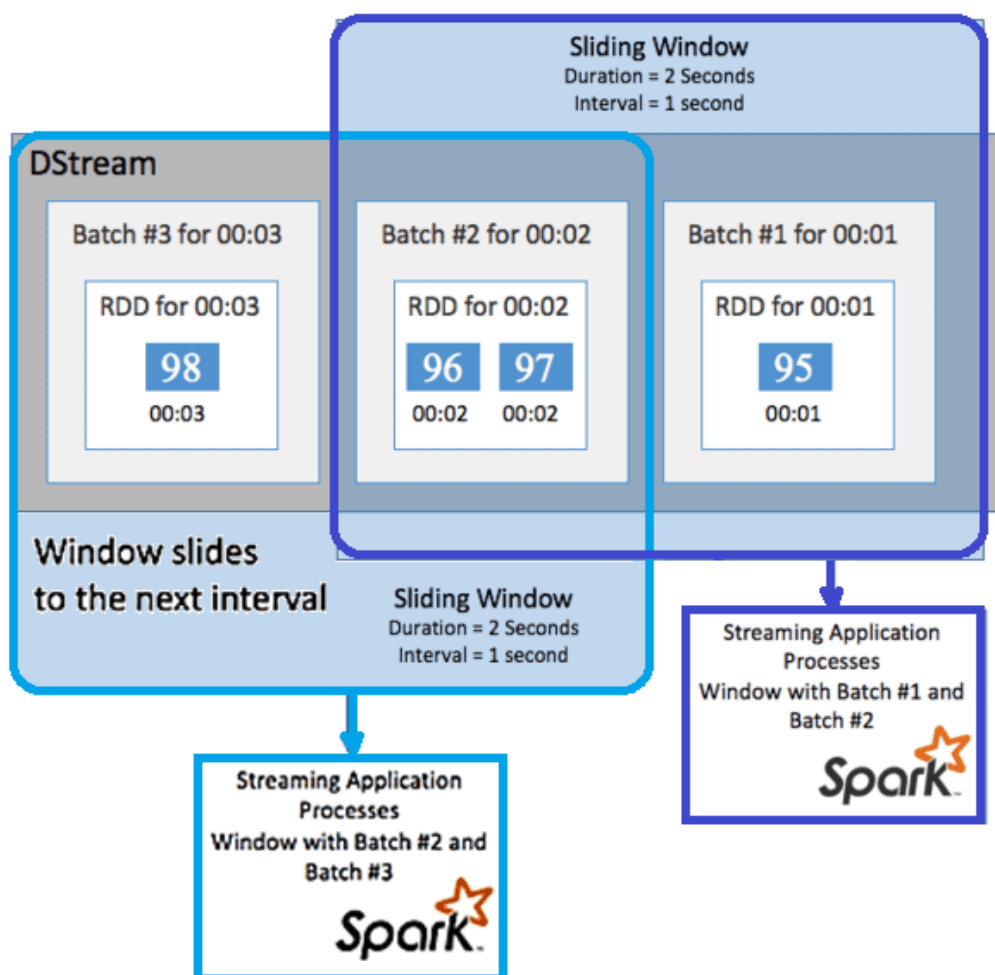 Sliding Window
Duration = 2 Seconds
Interval = 1 second
DStream
Batch #3 for 00:03
RDD for 00:03
98
00:03
Batch #2 for 00:02
RDD for 00:02
96 97
00:02 00:02
Batch #1 for 00:01
RDD for 00:01
95
00:01
Window slides
to the next interval
Sliding Window
Duration = 2 Seconds
Interval = 1 second
Streaming Application
Processes
Window with Batch #1 and
Batch #2
Spark
Streaming Application
Processes
Window with Batch #2 and
Batch #3
Spark